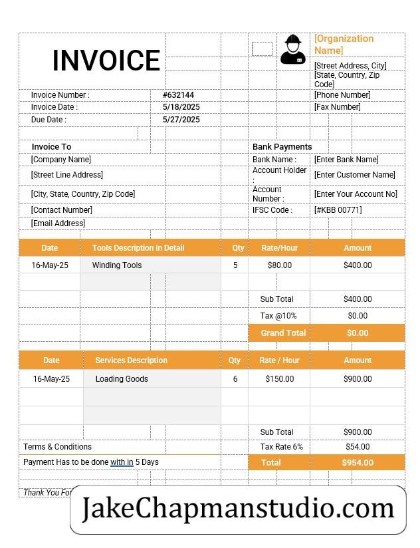 INVOICE
[Organization
Name]
[Street Address, City]
[State, Country, Zip
Code]
Invoice Number : #632144 [Phone Number]
Invoice Date : 5/18/2025 [Fax Number]
Due Date : 5/27/2025
Invoice To Bank Payments
[Company Name] Bank Name : [Enter Bank Name]
[Street Line Address] Account Holder : [Enter Customer Name]
[City, State, Country, Zip Code] Account Number : [Enter Your Account No]
[Contact Number] IFSC Code : [#KBB 00771]
[Email Address]
Date Tools Description In Detail Qty Rate/Hour Amount
16-May-25 Winding Tools 5 $80.00 $400.00
Sub Total $400.00
Tax @10% $0.00
Grand Total $0.00
Date Services Description Qty Rate / Hour Amount
16-May-25 Loading Goods 6 $150.00 $900.00
Sub Total $900.00
Terms & Conditions Tax Rate 6% $54.00
Payment Has to be done with in 5 Days Total $954.00
Thank You For
JakeChapmanstudio.com